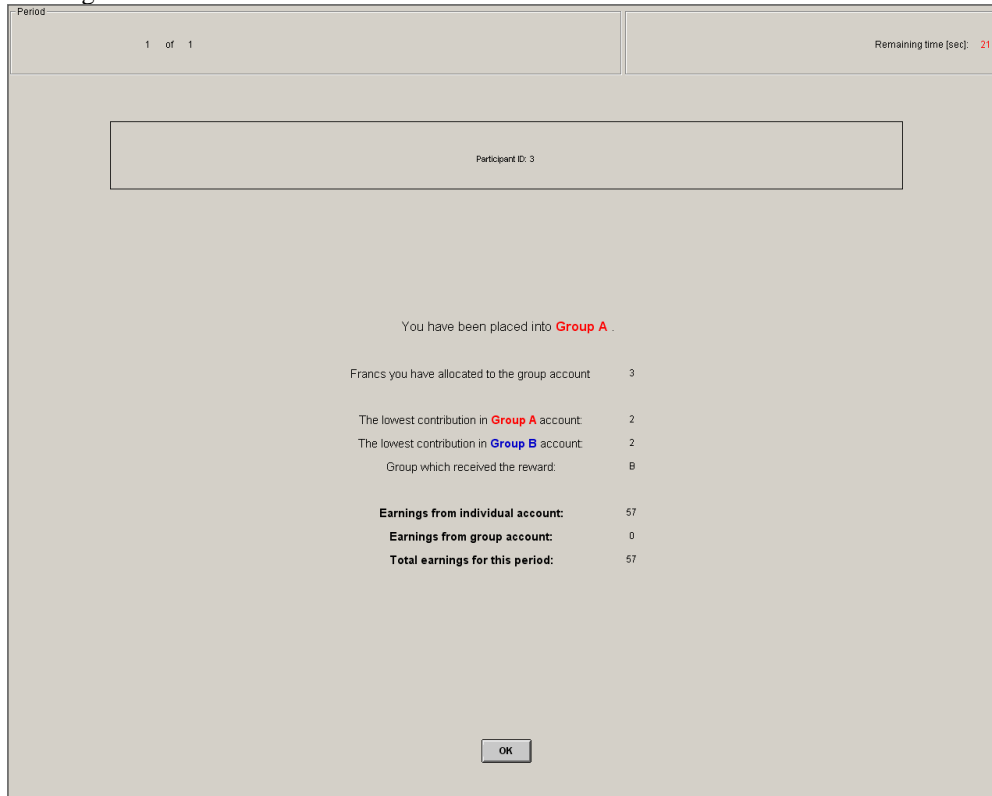 Period
1 of 1
Remaining time [sec]: 21
Participant ID: 3
You have been placed into Group A .
Francs you have allocated to the group account 3
The lowest contribution in Group A account: 2
The lowest contribution in Group B account: 2
Group which received the reward: B
Earnings from individual account: 57
Earnings from group account: 0
Total earnings for this period: 57
OK